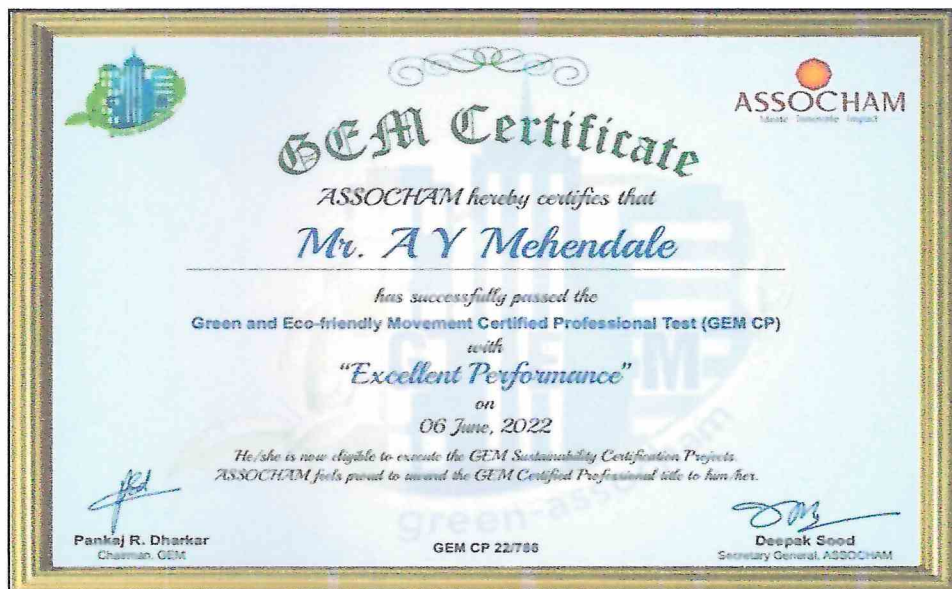 ASSOCHAM
GEM Certificate
ASSOCHAM hereby certifies that
Mr. A Y Mehendale
has successfully passed the
Green and Eco-friendly Movement Certified Professional Test (GEM CP)
with
“Excellent Performance”
on
06 June, 2022
He/she is now eligible to execute the GEM Sustainability Certification Projects.
ASSOCHAM feels proud to award the GEM Certified Professional title to him/her.
green-assocham
Pankaj R. Dharkar
Chairman, GEM
GEM CP 22/788
Deepak Sood
Secretary General, ASSOCHAM